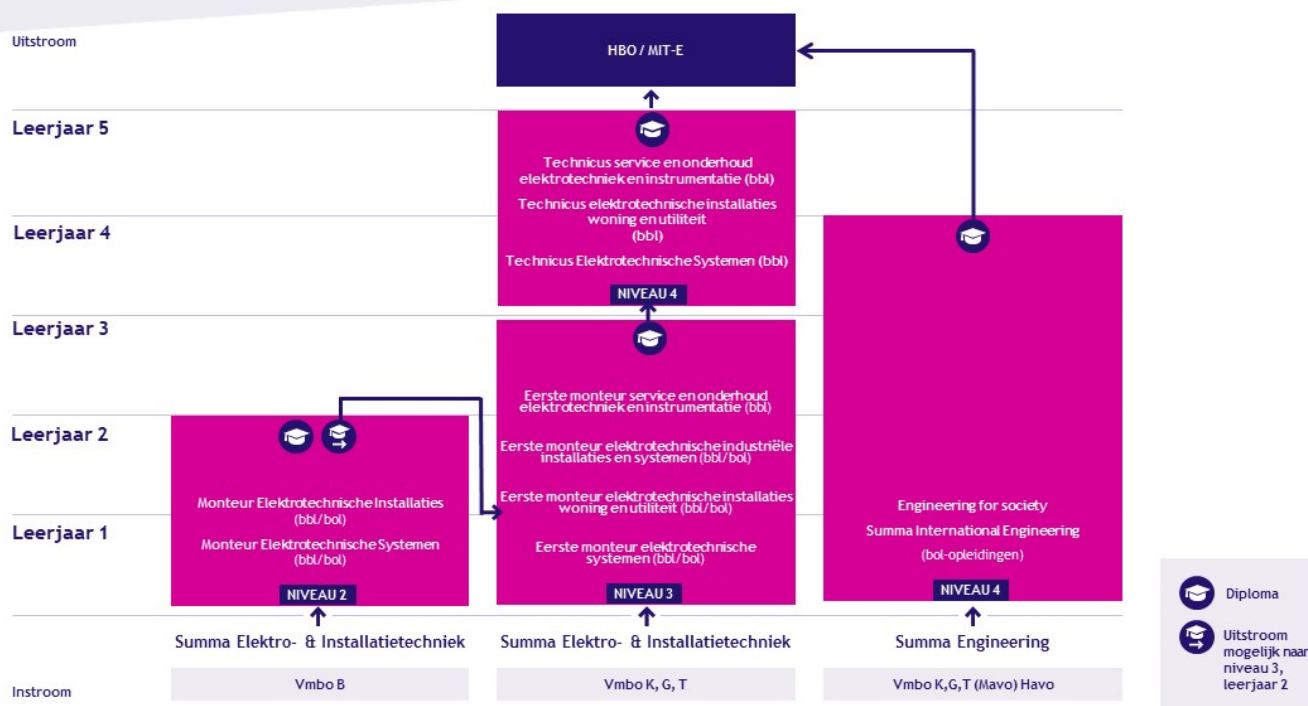 Uitstroom
HBO / MIT-E
Leerjaar 5
Technicus service en onderhoud
elektrotechniek en instrumentatie (bbl)
Technicus elektrotechnische installaties
woning en utiliteit
(bbl)
Technicus Elektrotechnische Systemen (bbl)
NIVEAU 4
Leerjaar 4
Leerjaar 3
Eerste monteur service en onderhoud
elektrotechniek en instrumentatie (bbl)
Eerste monteur elektrotechnische industriële
installaties en systemen (bbl/bol)
Eerste monteur elektrotechnische installaties
woning en utiliteit (bbl/bol)
Eerste monteur elektrotechnische
systemen (bbl/bol)
NIVEAU 3
Leerjaar 2
Monteur Elektrotechnische Installaties
(bbl/bol)
Monteur Elektrotechnische Systemen
(bbl/bol)
NIVEAU 2
Leerjaar 1
Engineering for society
Summa International Engineering
(bol-opleidingen)
NIVEAU 4
Summa Elektro- & Installatietechniek
Summa Elektro- & Installatietechniek
Summa Engineering
Instroom
Vmbo B
Vmbo K, G, T
Vmbo K,G,T (Mavo) Havo
Diploma
Uitstroom
mogelijk naar
niveau 3,
leerjaar 2